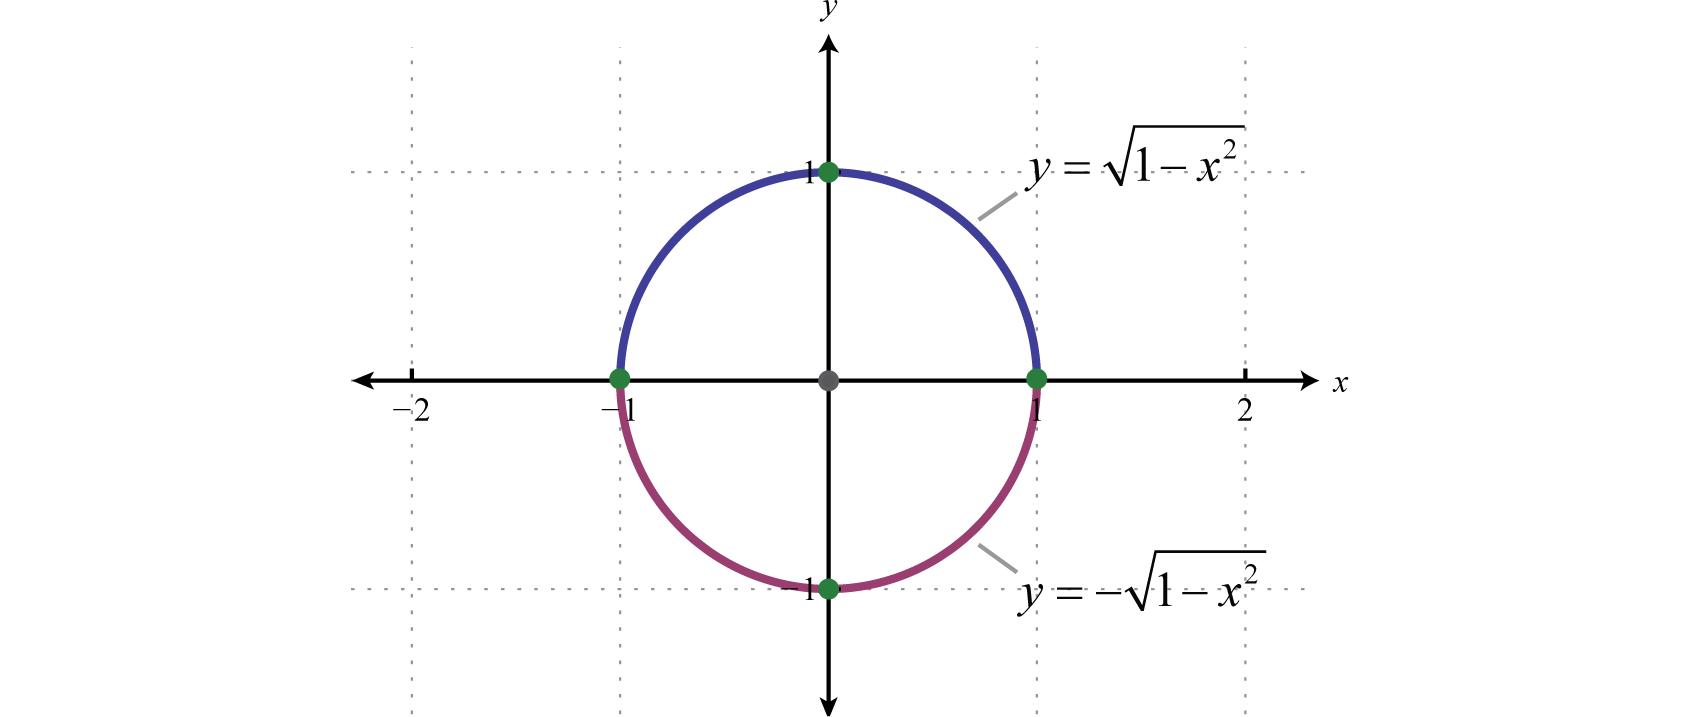 y
y = √1 − x²
1
x
−2
−1
1
2
−1
y = −√1 − x²